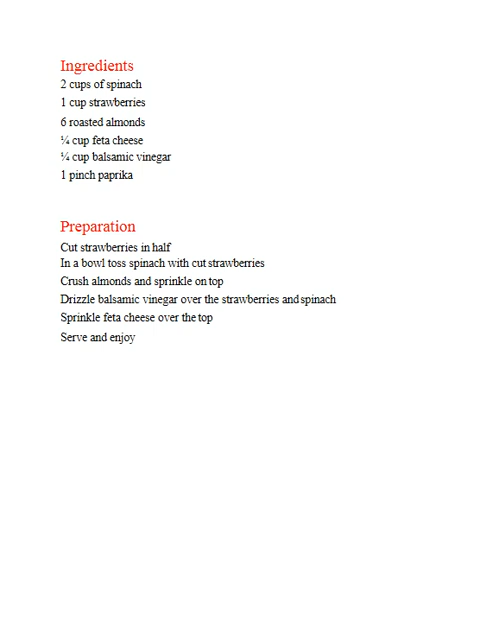 Ingredients
2 cups of spinach
1 cup strawberries
6 roasted almonds
¼ cup feta cheese
¼ cup balsamic vinegar
1 pinch paprika
Preparation
Cut strawberries in half
In a bowl toss spinach with cut strawberries
Crush almonds and sprinkle on top
Drizzle balsamic vinegar over the strawberries and spinach
Sprinkle feta cheese over the top
Serve and enjoy